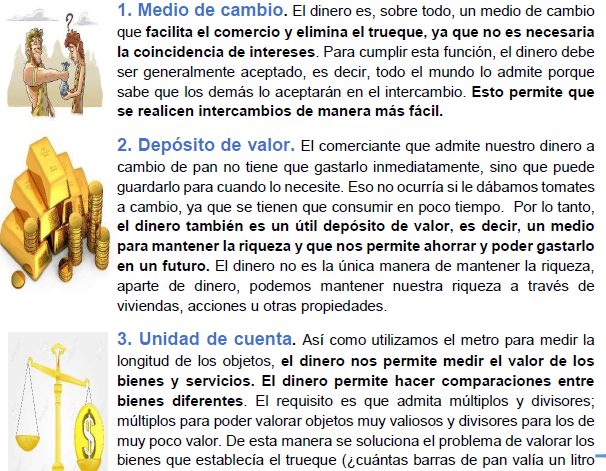 1. Medio de cambio. El dinero es, sobre todo, un medio de cambio
que facilita el comercio y elimina el trueque, ya que no es necesaria
la coincidencia de intereses. Para cumplir esta función, el dinero debe
ser generalmente aceptado, es decir, todo el mundo lo admite porque
sabe que los demás lo aceptarán en el intercambio. Esto permite que
se realicen intercambios de manera más fácil.
2. Depósito de valor. El comerciante que admite nuestro dinero a
cambio de pan no tiene que gastarlo inmediatamente, sino que puede
guardarlo para cuando lo necesite. Eso no ocurría si le dábamos tomates
a cambio, ya que se tienen que consumir en poco tiempo. Por lo tanto,
el dinero también es un útil depósito de valor, es decir, un medio
para mantener la riqueza y que nos permite ahorrar y poder gastarlo
en un futuro. El dinero no es la única manera de mantener la riqueza,
aparte de dinero, podemos mantener nuestra riqueza a través de
viviendas, acciones u otras propiedades.
3. Unidad de cuenta. Así como utilizamos el metro para medir la
longitud de los objetos, el dinero nos permite medir el valor de los
bienes y servicios. El dinero permite hacer comparaciones entre
bienes diferentes. El requisito es que admita múltiplos y divisores;
múltiplos para poder valorar objetos muy valiosos y divisores para los de
muy poco valor. De esta manera se soluciona el problema de valorar los
bienes que establecía el trueque (¿cuántas barras de pan valía un litro
$